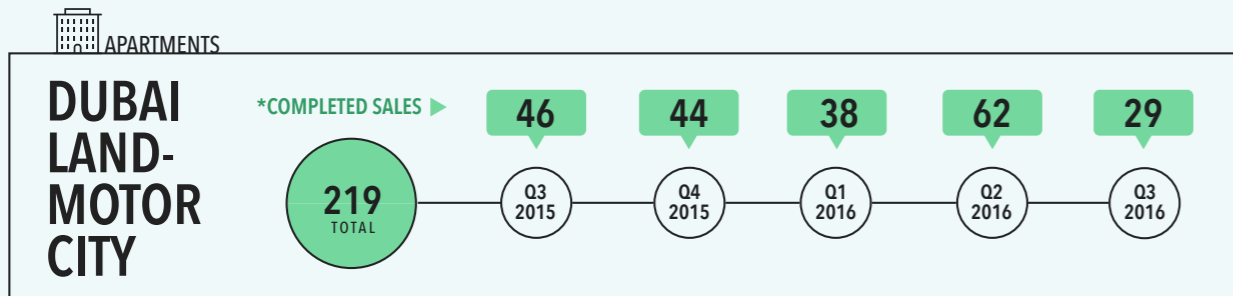 APARTMENTS
DUBAI
LAND-
MOTOR
CITY
*COMPLETED SALES
219
TOTAL
46
44
38
62
29
Q3
2015
Q4
2015
Q1
2016
Q2
2016
Q3
2016